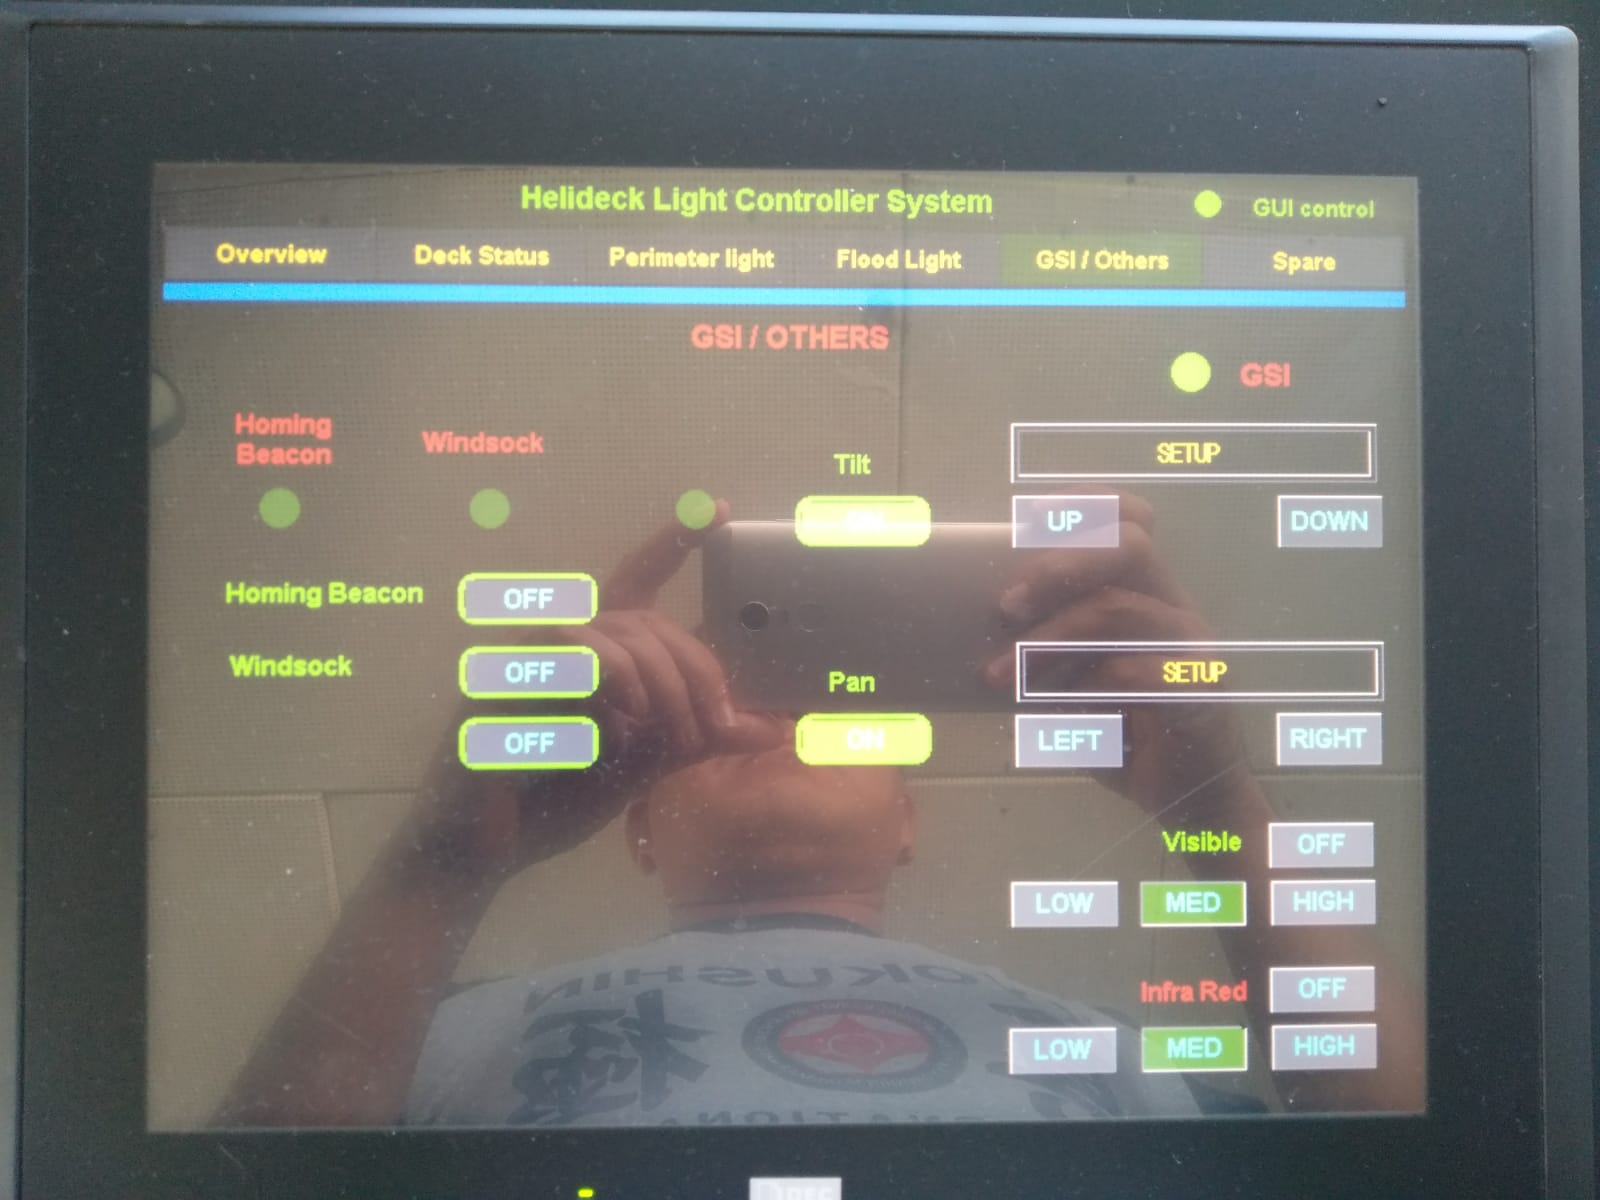 Helideck Light Controller System
GUI control
Overview
Deck Status
Perimeter light
Flood Light
GSI / Others
Spare
GSI / OTHERS
GSI
Homing
Beacon
Windsock
Tilt
SETUP
ON
UP
DOWN
Homing Beacon
OFF
Windsock
OFF
Pan
SETUP
OFF
ON
LEFT
RIGHT
Visible
OFF
LOW
MED
HIGH
Infra Red
OFF
LOW
MED
HIGH